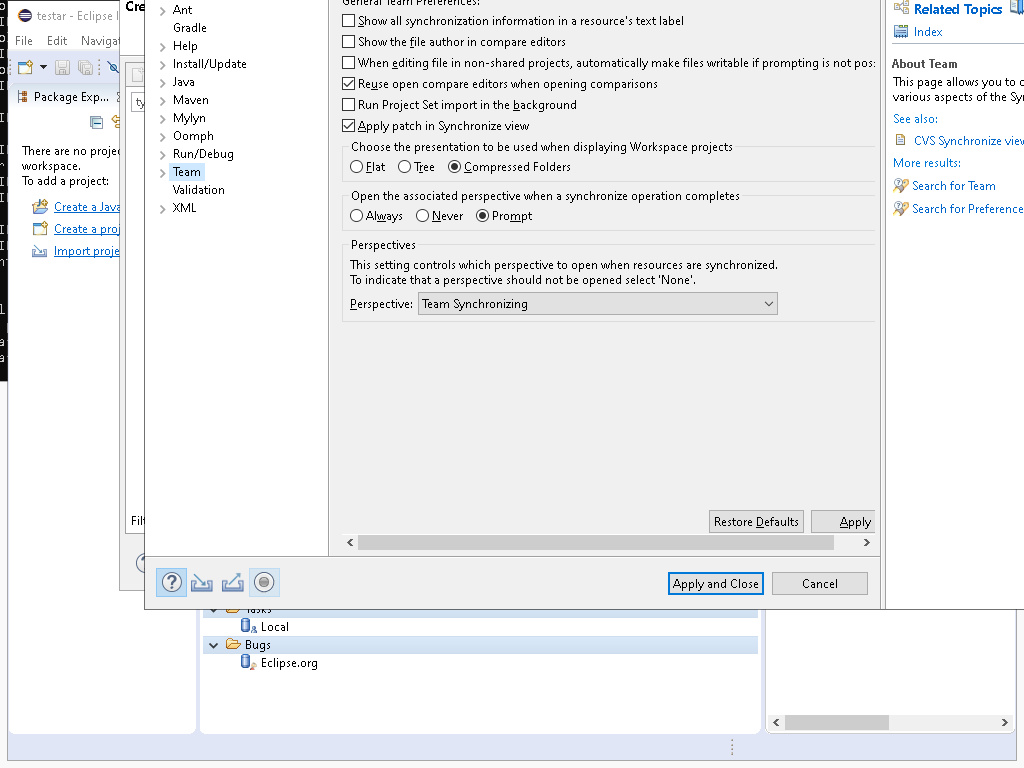 testar - Eclipse I
Cre
File Edit Navigat
Package Exp...
There are no projec
workspace.
To add a project:
Create a Java
Create a proj
Import proje
ty
Filt
Ant
Gradle
Help
Install/Update
Java
Maven
Mylyn
Oomph
Run/Debug
Team
Validation
XML
General Team Preferences:
Show all synchronization information in a resource's text label
Show the file author in compare editors
When editing file in non-shared projects, automatically make files writable if prompting is not pos:
Reuse open compare editors when opening comparisons
Run Project Set import in the background
Apply patch in Synchronize view
Choose the presentation to be used when displaying Workspace projects
Flat Tree Compressed Folders
Open the associated perspective when a synchronize operation completes
Always Never Prompt
Perspectives
This setting controls which perspective to open when resources are synchronized.
To indicate that a perspective should not be opened select 'None'.
Perspective: Team Synchronizing
Restore Defaults Apply
Apply and Close Cancel
Related Topics
Index
About Team
This page allows you to c
various aspects of the Syn
See also:
CVS Synchronize view
More results:
Search for Team
Search for Preference
Tasks
Local
Bugs
Eclipse.org